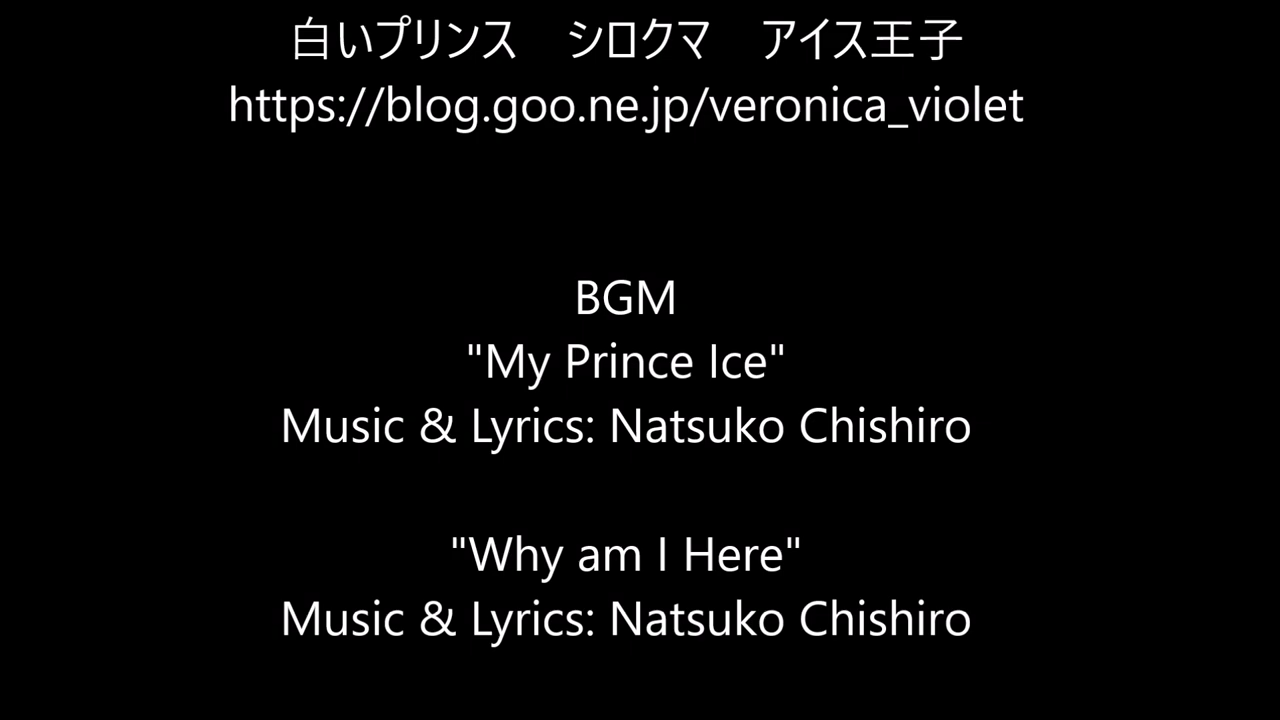 白いプリンス　シロクマ　アイス王子
https://blog.goo.ne.jp/veronica_violet
BGM
"My Prince Ice"
Music & Lyrics: Natsuko Chishiro
"Why am I Here"
Music & Lyrics: Natsuko Chishiro